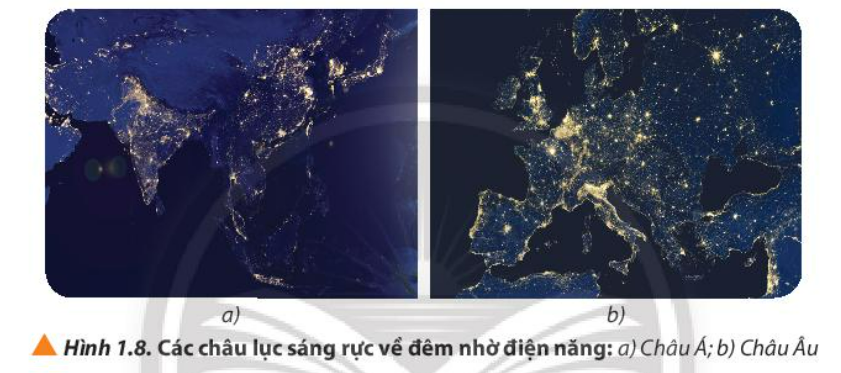 a)
b)
Hình 1.8. Các châu lục sáng rực về đêm nhờ điện năng: a) Châu Á; b) Châu Âu